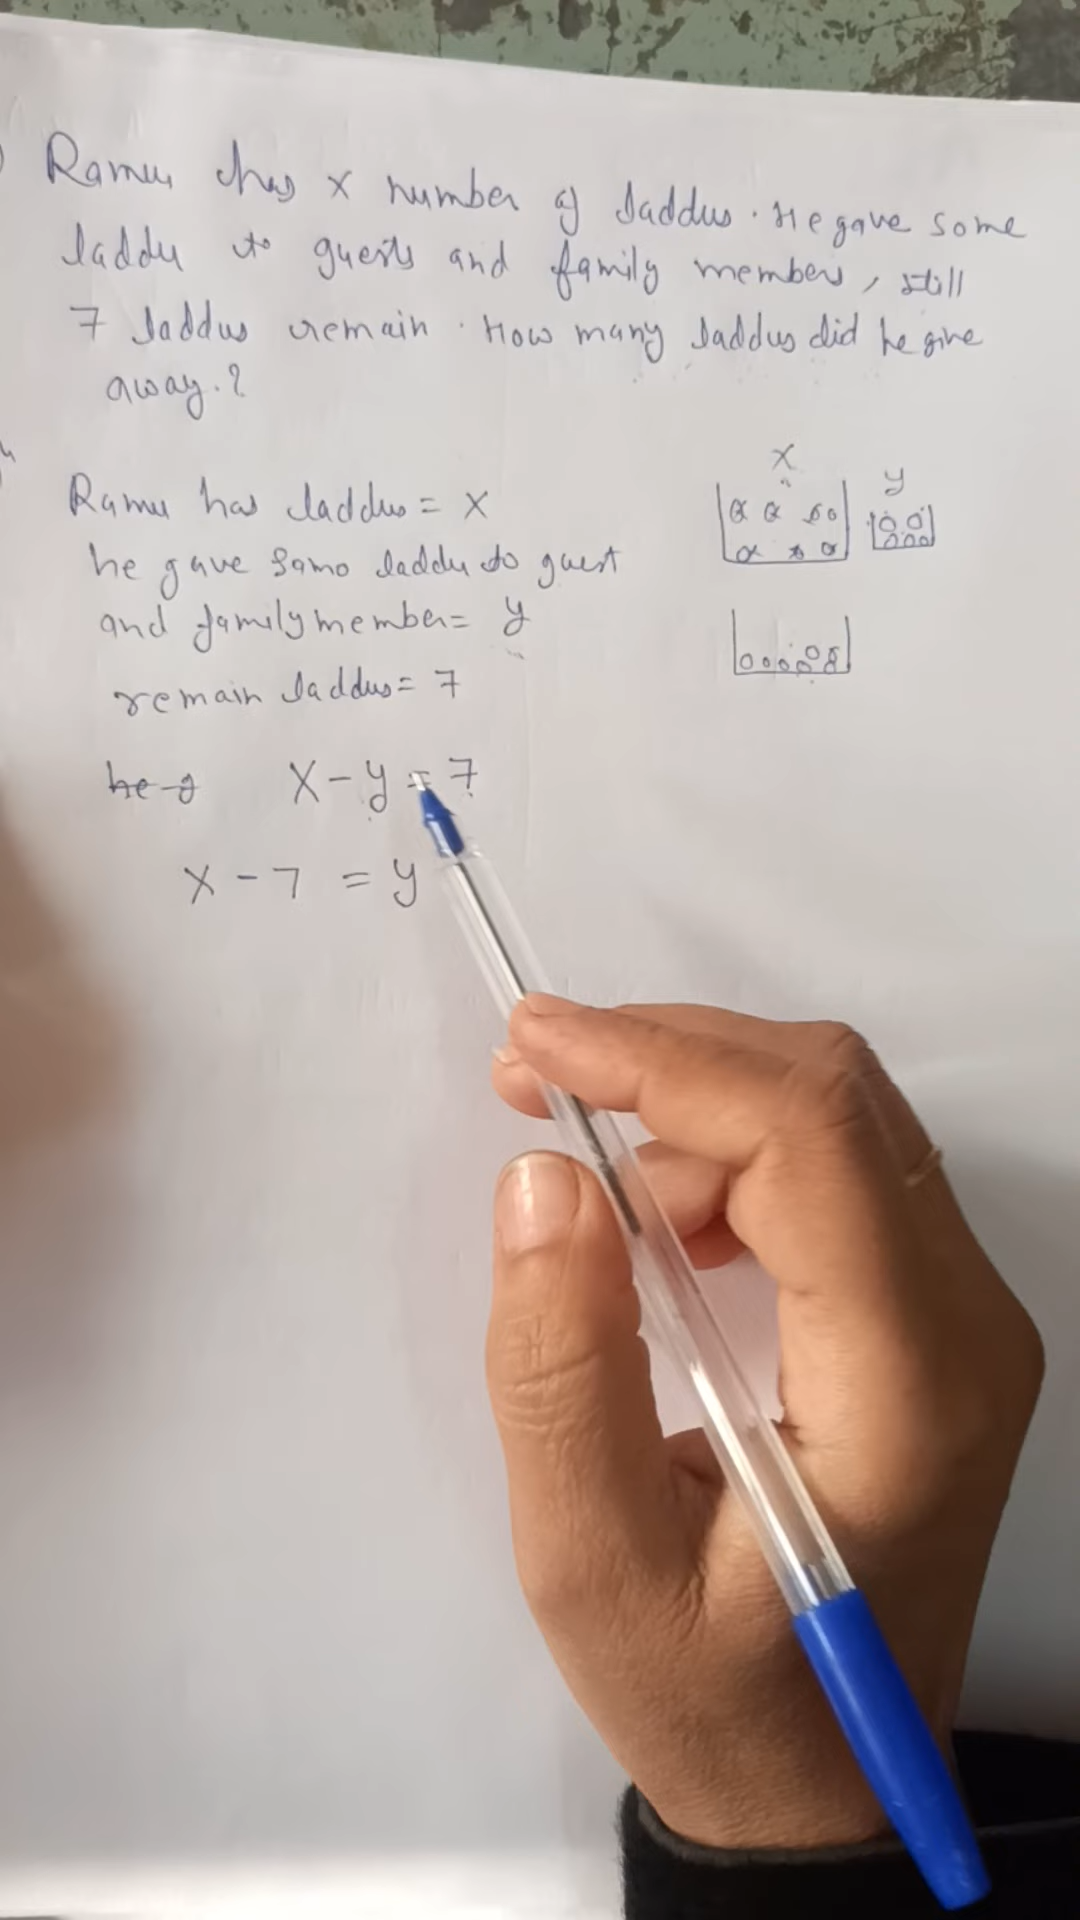 Ramu has x number of laddus. He gave some
laddu to guests and family members, still
7 laddus remain. How many laddus did he give
away.?
x
y
Ramu has laddus = x
he gave samo laddu to guest
and family member = y
remain laddus = 7
he g x - y = 7
x - 7 = y